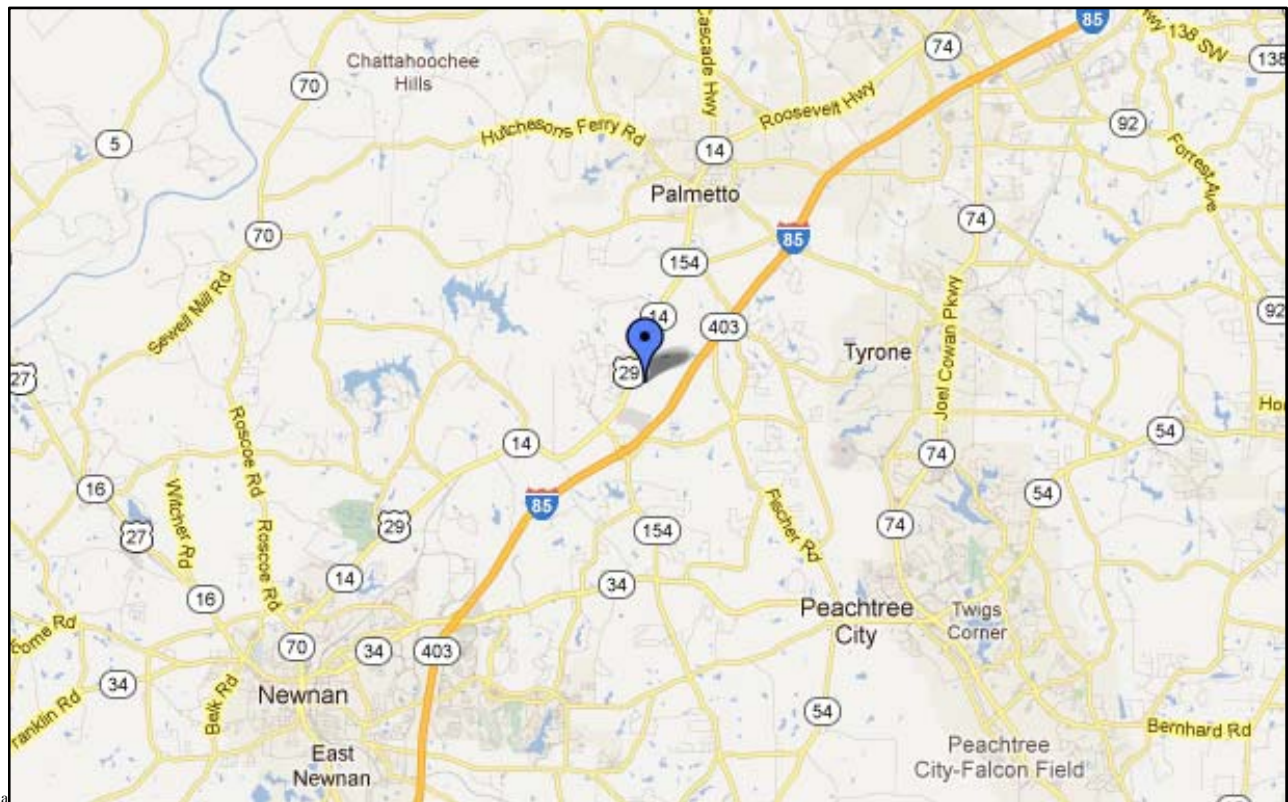 85
Hwy 138 SW
138
Cascade Hwy
74
Chattahoochee
Hills
70
Roosevelt Hwy
92
5
Hutchesons Ferry Rd
14
Forrest Ave
Palmetto
74
70
85
154
Sewell Mill Rd
14
403
92
Joel Cowan Pkwy
Tyrone
29
27
Roscoe Rd
54
14
74
16
Witcher Rd
85
54
Fischer Rd
29
74
27
Roscoe Rd
154
14
34
16
Peachtree
City
Twigs
Corner
70
34
403
34
Newnan
Belk Rd
54
Bernhard Rd
East
Newnan
Peachtree
City-Falcon Field
a